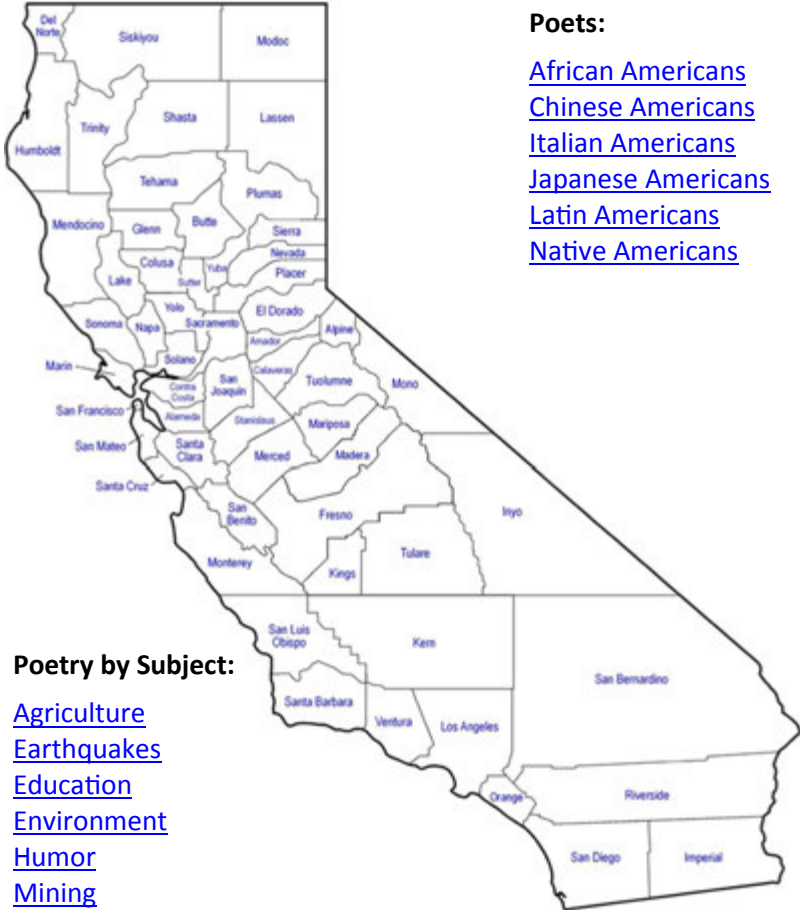 Poets:
African Americans
Chinese Americans
Italian Americans
Japanese Americans
Latin Americans
Native Americans
Del
Norte
Siskiyou
Modoc
Humboldt
Trinity
Shasta
Lassen
Tehama
Plumas
Mendocino
Glenn
Butte
Sierra
Nevada
Colusa
Yuba
Placer
Lake
Sutter
Yolo
El Dorado
Sonoma
Napa
Sacramento
Alpine
Amador
Solano
Marin
Calaveras
Contra
Costa
San
Joaquin
Tuolumne
Mono
San Francisco
Alameda
Stanislaus
Mariposa
San Mateo
Santa
Clara
Merced
Madera
Santa Cruz
San
Benito
Fresno
Inyo
Monterey
Kings
Tulare
San Luis
Obispo
Kern
San Bernardino
Santa Barbara
Ventura
Los Angeles
Orange
Riverside
San Diego
Imperial
Poetry by Subject:
Agriculture
Earthquakes
Education
Environment
Humor
Mining